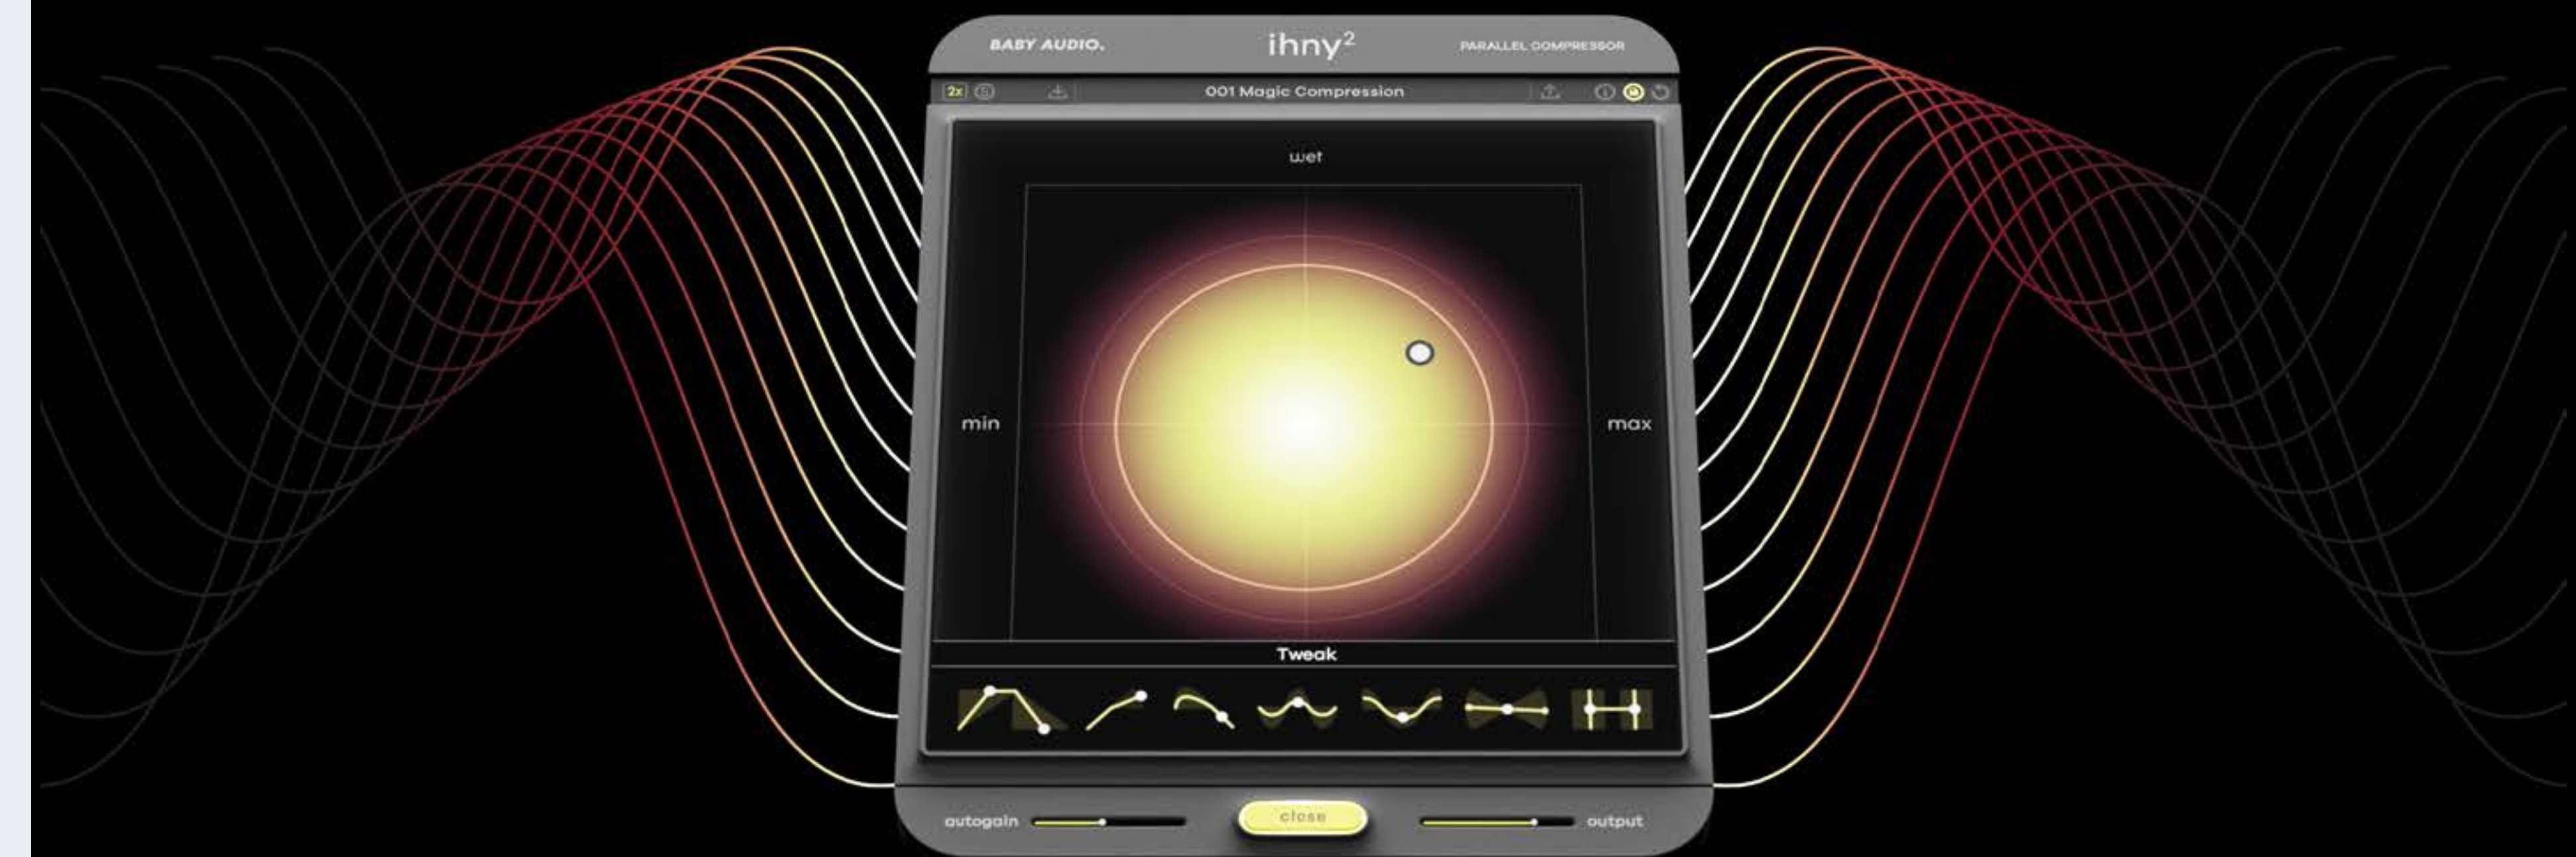 BABY AUDIO.
ihny²
PARALLEL COMPRESSOR
2x S
001 Magic Compression
wet
min
max
Tweak
autogain
close
output